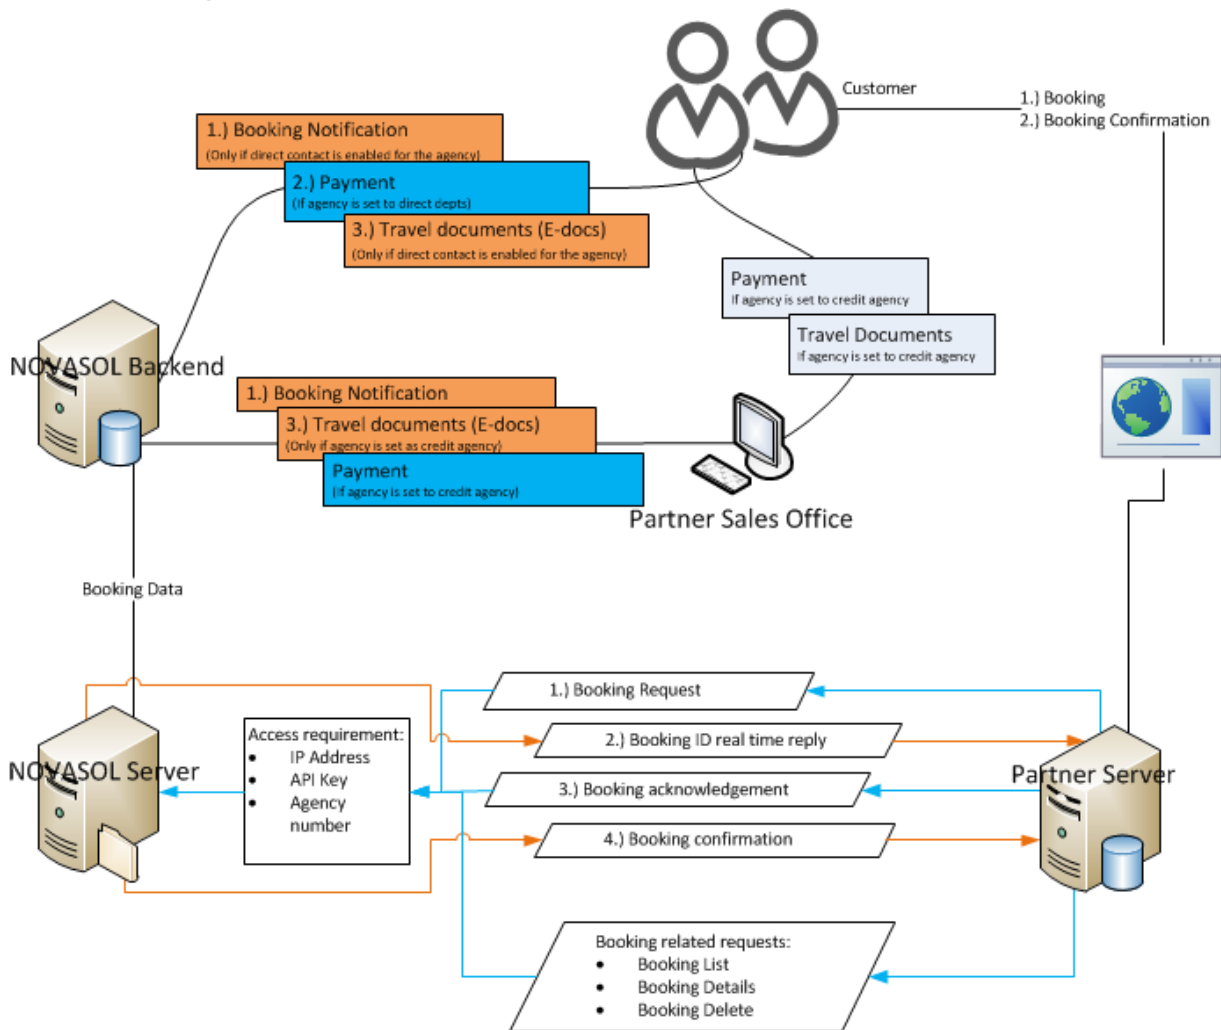 Customer
1.) Booking
2.) Booking Confirmation
1.) Booking Notification
(Only if direct contact is enabled for the agency)
2.) Payment
(If agency is set to direct depts)
3.) Travel documents (E-docs)
(Only if direct contact is enabled for the agency)
Payment
If agency is set to credit agency
Travel Documents
If agency is set to credit agency
NOVASOL Backend
1.) Booking Notification
3.) Travel documents (E-docs)
(Only if agency is set as credit agency)
Payment
(If agency is set to credit agency)
Partner Sales Office
Booking Data
1.) Booking Request
Access requirement:
• IP Address
• API Key
• Agency
number
2.) Booking ID real time reply
NOVASOL Server
Partner Server
3.) Booking acknowledgement
4.) Booking confirmation
Booking related requests:
• Booking List
• Booking Details
• Booking Delete